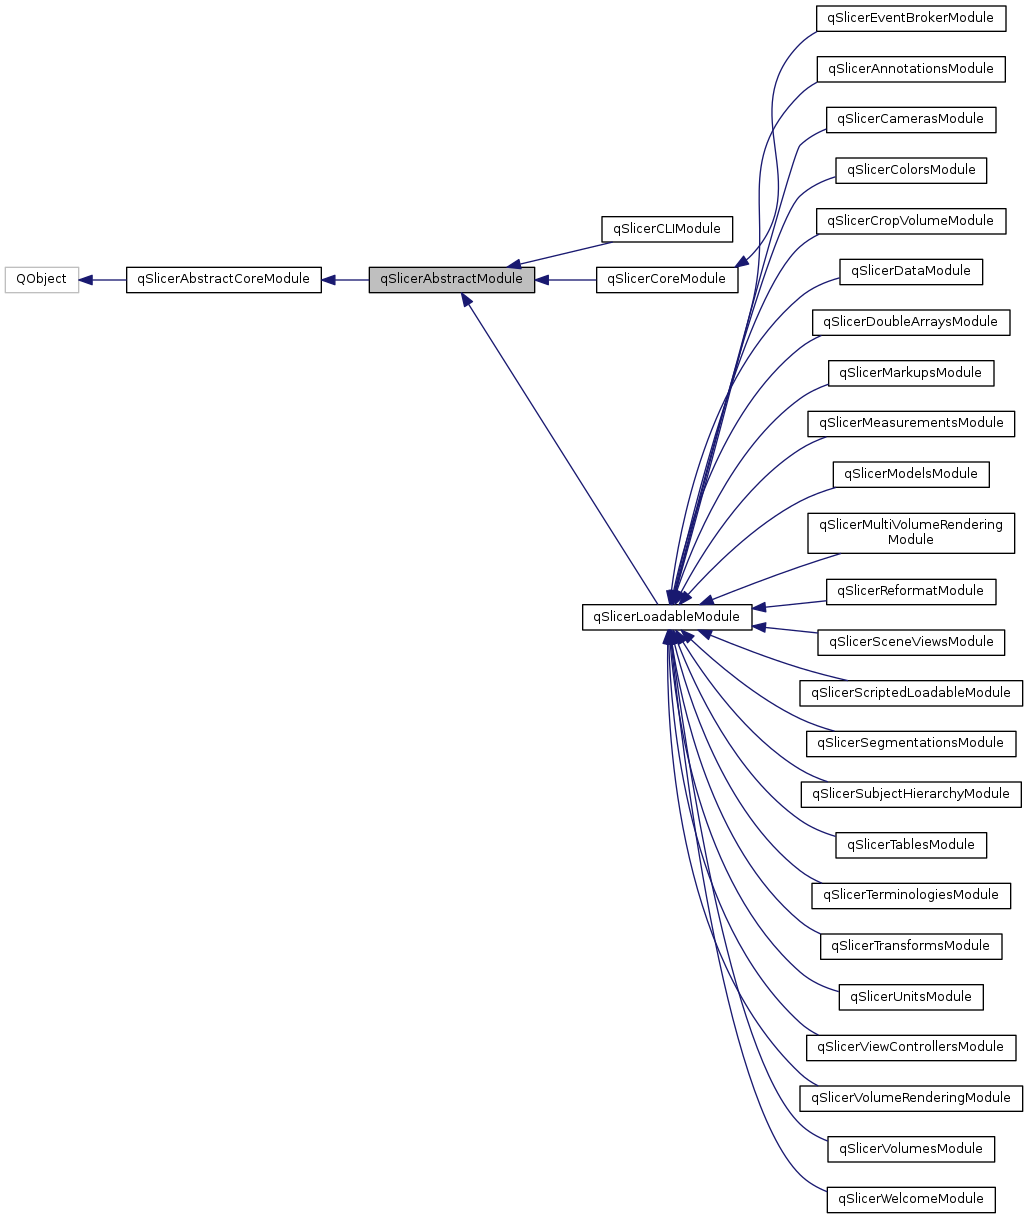 qSlicerEventBrokerModule
qSlicerAnnotationsModule
qSlicerCamerasModule
qSlicerColorsModule
qSlicerCropVolumeModule
qSlicerCLIModule
QObject
qSlicerAbstractCoreModule
qSlicerAbstractModule
qSlicerCoreModule
qSlicerDataModule
qSlicerDoubleArraysModule
qSlicerMarkupsModule
qSlicerMeasurementsModule
qSlicerModelsModule
qSlicerMultiVolumeRendering
Module
qSlicerReformatModule
qSlicerLoadableModule
qSlicerSceneViewsModule
qSlicerScriptedLoadableModule
qSlicerSegmentationsModule
qSlicerSubjectHierarchyModule
qSlicerTablesModule
qSlicerTerminologiesModule
qSlicerTransformsModule
qSlicerUnitsModule
qSlicerViewControllersModule
qSlicerVolumeRenderingModule
qSlicerVolumesModule
qSlicerWelcomeModule